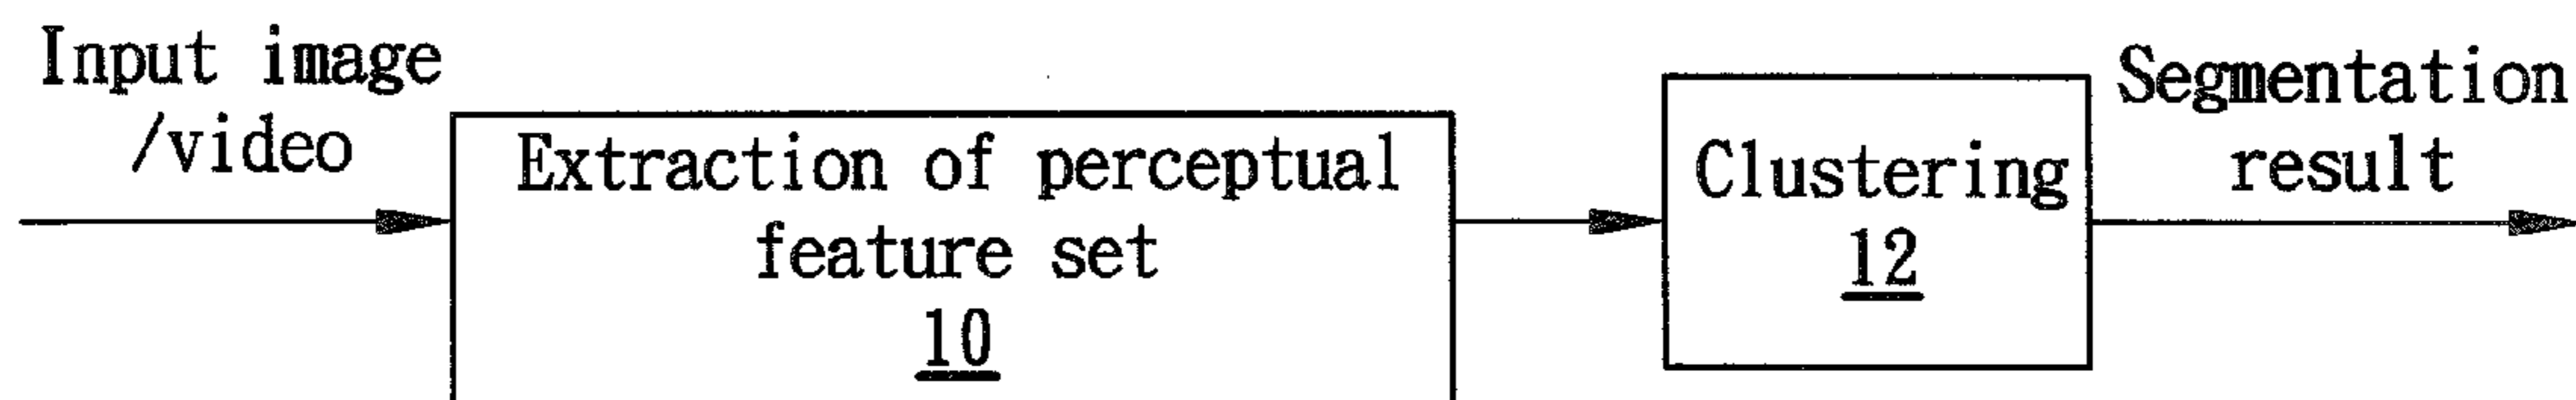 Input image
/video
Extraction of perceptual
feature set
10
Clustering
12
Segmentation
result